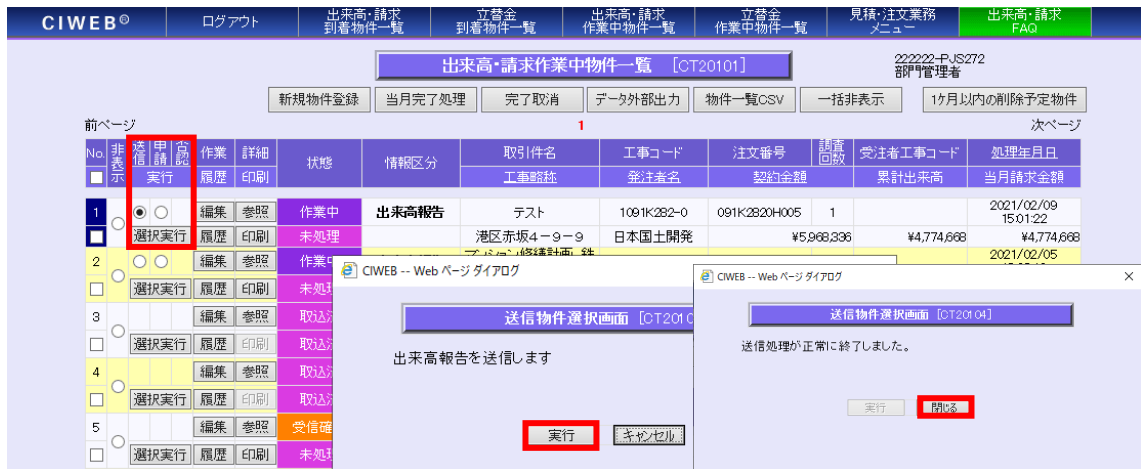 CIWEB®
ログアウト
出来高・請求
到着物件一覧
立替金
到着物件一覧
出来高・請求
作業中物件一覧
立替金
作業中物件一覧
見積・注文業務
メニュー
出来高・請求
FAQ
出来高・請求作業中物件一覧 [CT20101]
222222-PJS272
部門管理者
新規物件登録 当月完了処理 完了取消 データ外部出力 物件一覧CSV 一括非表示 1ケ月以内の削除予定物件
前ページ 1 次ページ
No. 非表示 送信 申請 否認 作業 詳細 状態 情報区分 取引件名 工事コード 注文番号 調査回数 受注者工事コード 処理年月日
実行 履歴 印刷 工事略称 発注者名 契約金額 累計出来高 当月請求金額
1 編集 参照 作業中 出来高報告 テスト 1091K282-0 091K2820H005 1 2021/02/09 15:01:22
選択実行 履歴 印刷 未処理 港区赤坂4-9-9 日本国土開発 ¥5,968,336 ¥4,774,668 ¥4,774,668
2 編集 参照 作業中 2021/02/05
選択実行 履歴 印刷 未処理
3 編集 参照 取込済
選択実行 履歴 印刷
4 編集 参照 取込済
選択実行 履歴 印刷
5 編集 参照 受信確
選択実行 履歴 印刷 未処理
CIWEB -- Web ページ ダイアログ
送信物件選択画面 [CT2010
出来高報告を送信します
実行 キャンセル
CIWEB -- Web ページ ダイアログ
送信物件選択画面 [CT20104]
送信処理が正常に終了しました。
実行 閉じる